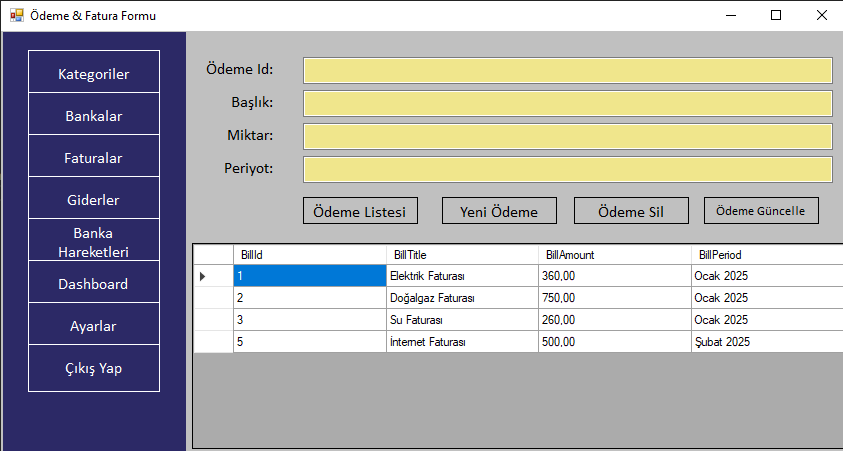 Ödeme & Fatura Formu
Kategoriler
Bankalar
Faturalar
Giderler
Banka
Hareketleri
Dashboard
Ayarlar
Çıkış Yap
Ödeme Id:
Başlık:
Miktar:
Periyot:
Ödeme Listesi Yeni Ödeme Ödeme Sil Ödeme Güncelle
BillId BillTitle BillAmount BillPeriod
1 Elektrik Faturası 360,00 Ocak 2025
2 Doğalgaz Faturası 750,00 Ocak 2025
3 Su Faturası 260,00 Ocak 2025
5 İnternet Faturası 500,00 Şubat 2025